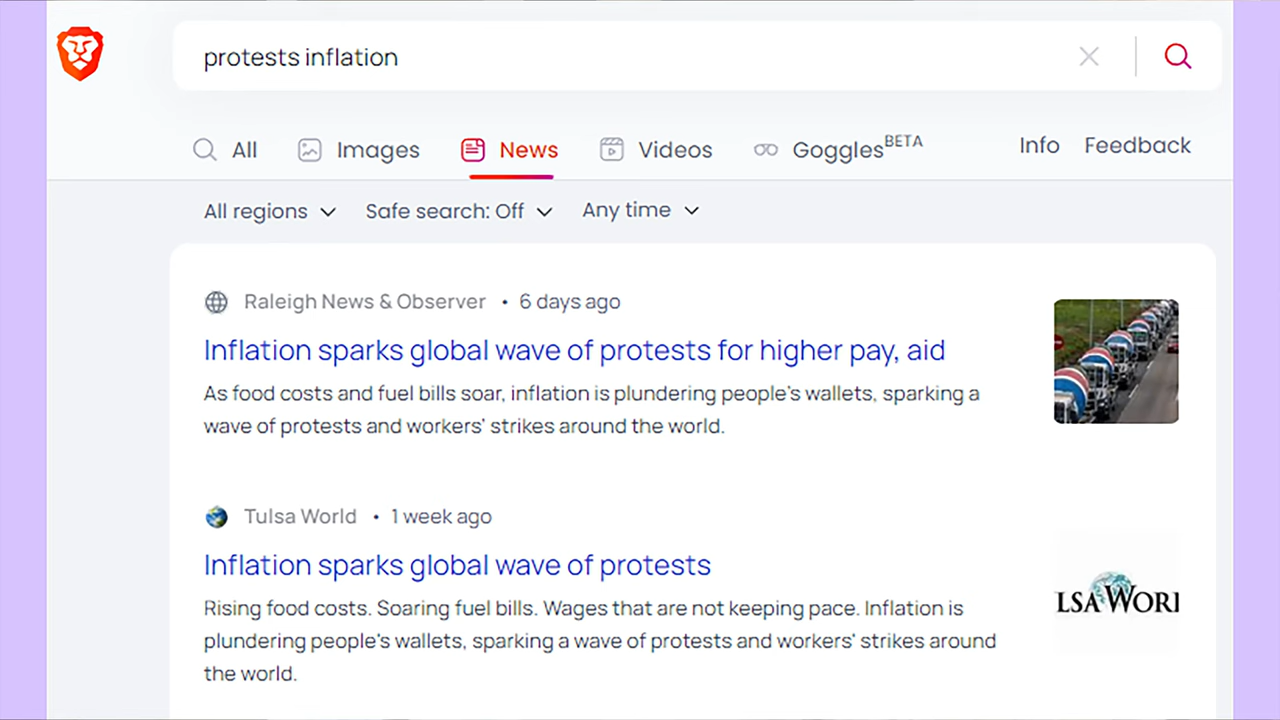 protests inflation
All Images News Videos Goggles BETA Info Feedback
All regions Safe search: Off Any time
Raleigh News & Observer • 6 days ago
Inflation sparks global wave of protests for higher pay, aid
As food costs and fuel bills soar, inflation is plundering people's wallets, sparking a
wave of protests and workers' strikes around the world.
Tulsa World • 1 week ago
Inflation sparks global wave of protests
Rising food costs. Soaring fuel bills. Wages that are not keeping pace. Inflation is
plundering people's wallets, sparking a wave of protests and workers' strikes around
the world.
LSA WORL